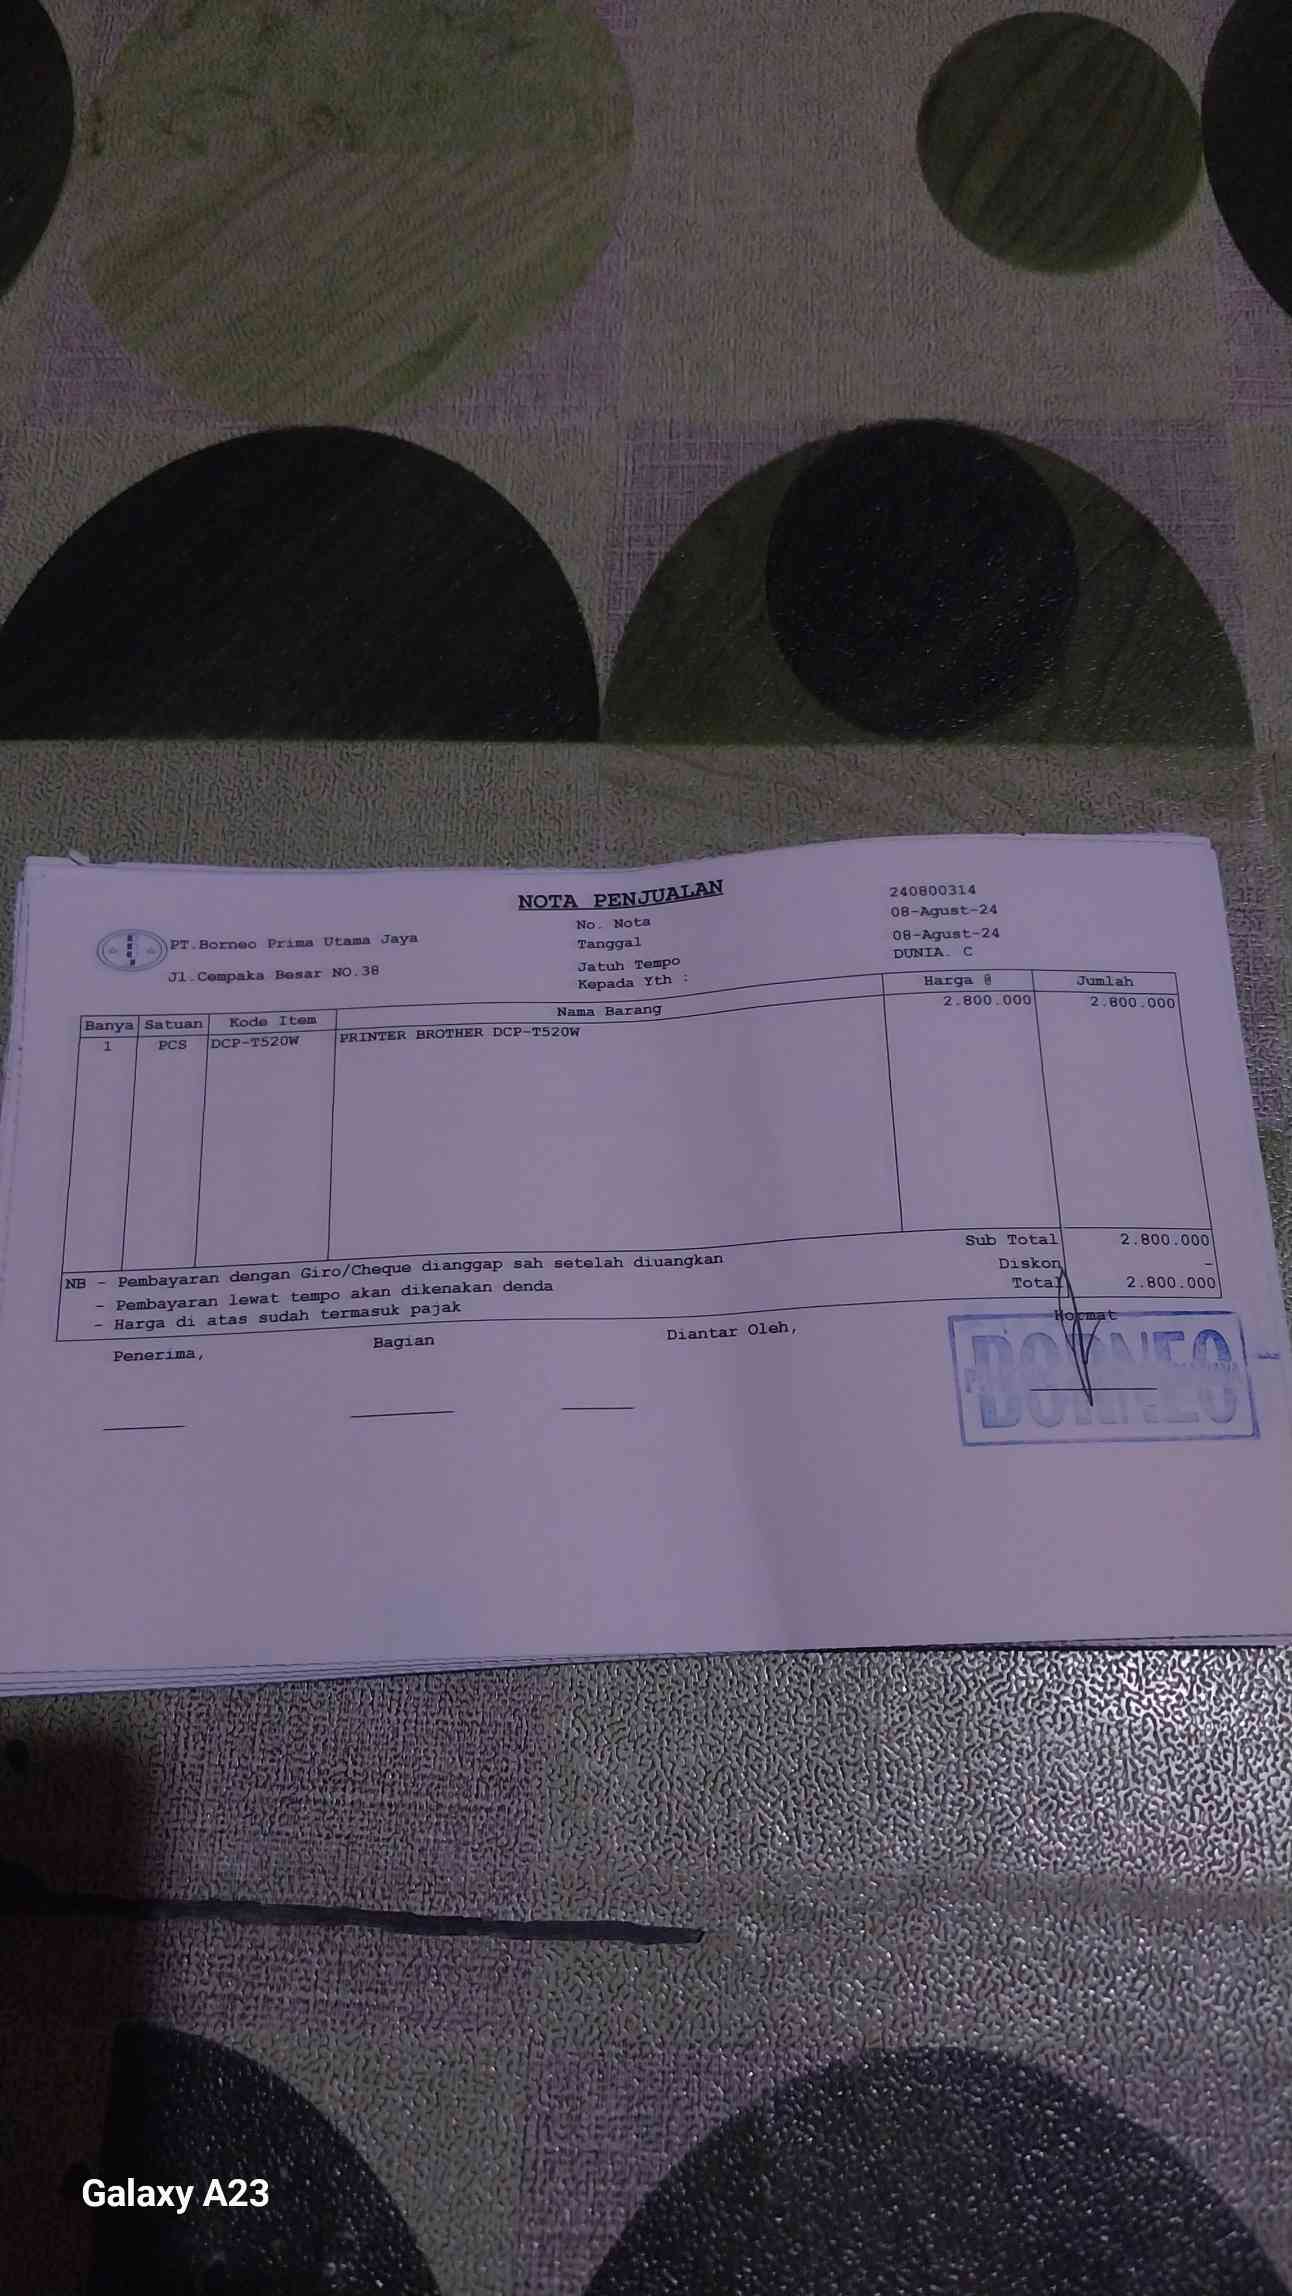 NOTA PENJUALAN
PT.Borneo Prima Utama Jaya
Jl.Cempaka Besar NO.38
No. Nota 240800314
Tanggal 08-Agust-24
Jatuh Tempo 08-Agust-24
Kepada Yth : DUNIA. C
Banya Satuan Kode Item Nama Barang Harga @ Jumlah
1 PCS DCP-T520W PRINTER BROTHER DCP-T520W 2.800.000 2.800.000
Sub Total 2.800.000
Diskon -
Total 2.800.000
NB - Pembayaran dengan Giro/Cheque dianggap sah setelah diuangkan
- Pembayaran lewat tempo akan dikenakan denda
- Harga di atas sudah termasuk pajak
Penerima, Bagian Diantar Oleh, Hormat
BORNEO
Galaxy A23